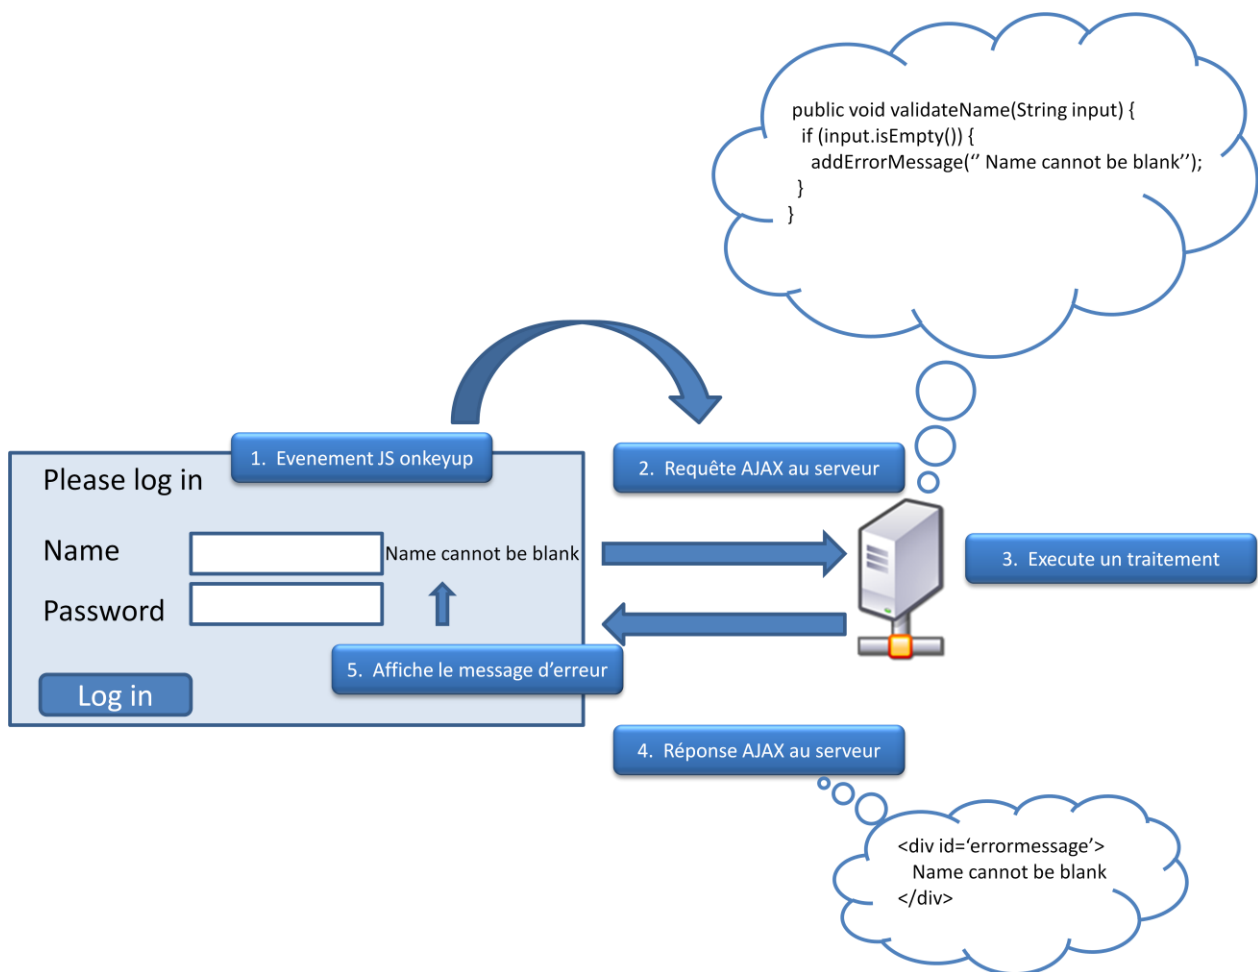 public void validateName(String input) {
if (input.isEmpty()) {
addErrorMessage(‘’ Name cannot be blank’’);
}
}
1. Evenement JS onkeyup
2. Requête AJAX au serveur
Please log in
Name
Name cannot be blank
3. Execute un traitement
Password
5. Affiche le message d’erreur
Log in
4. Réponse AJAX au serveur
<div id=‘errormessage’>
Name cannot be blank
</div>